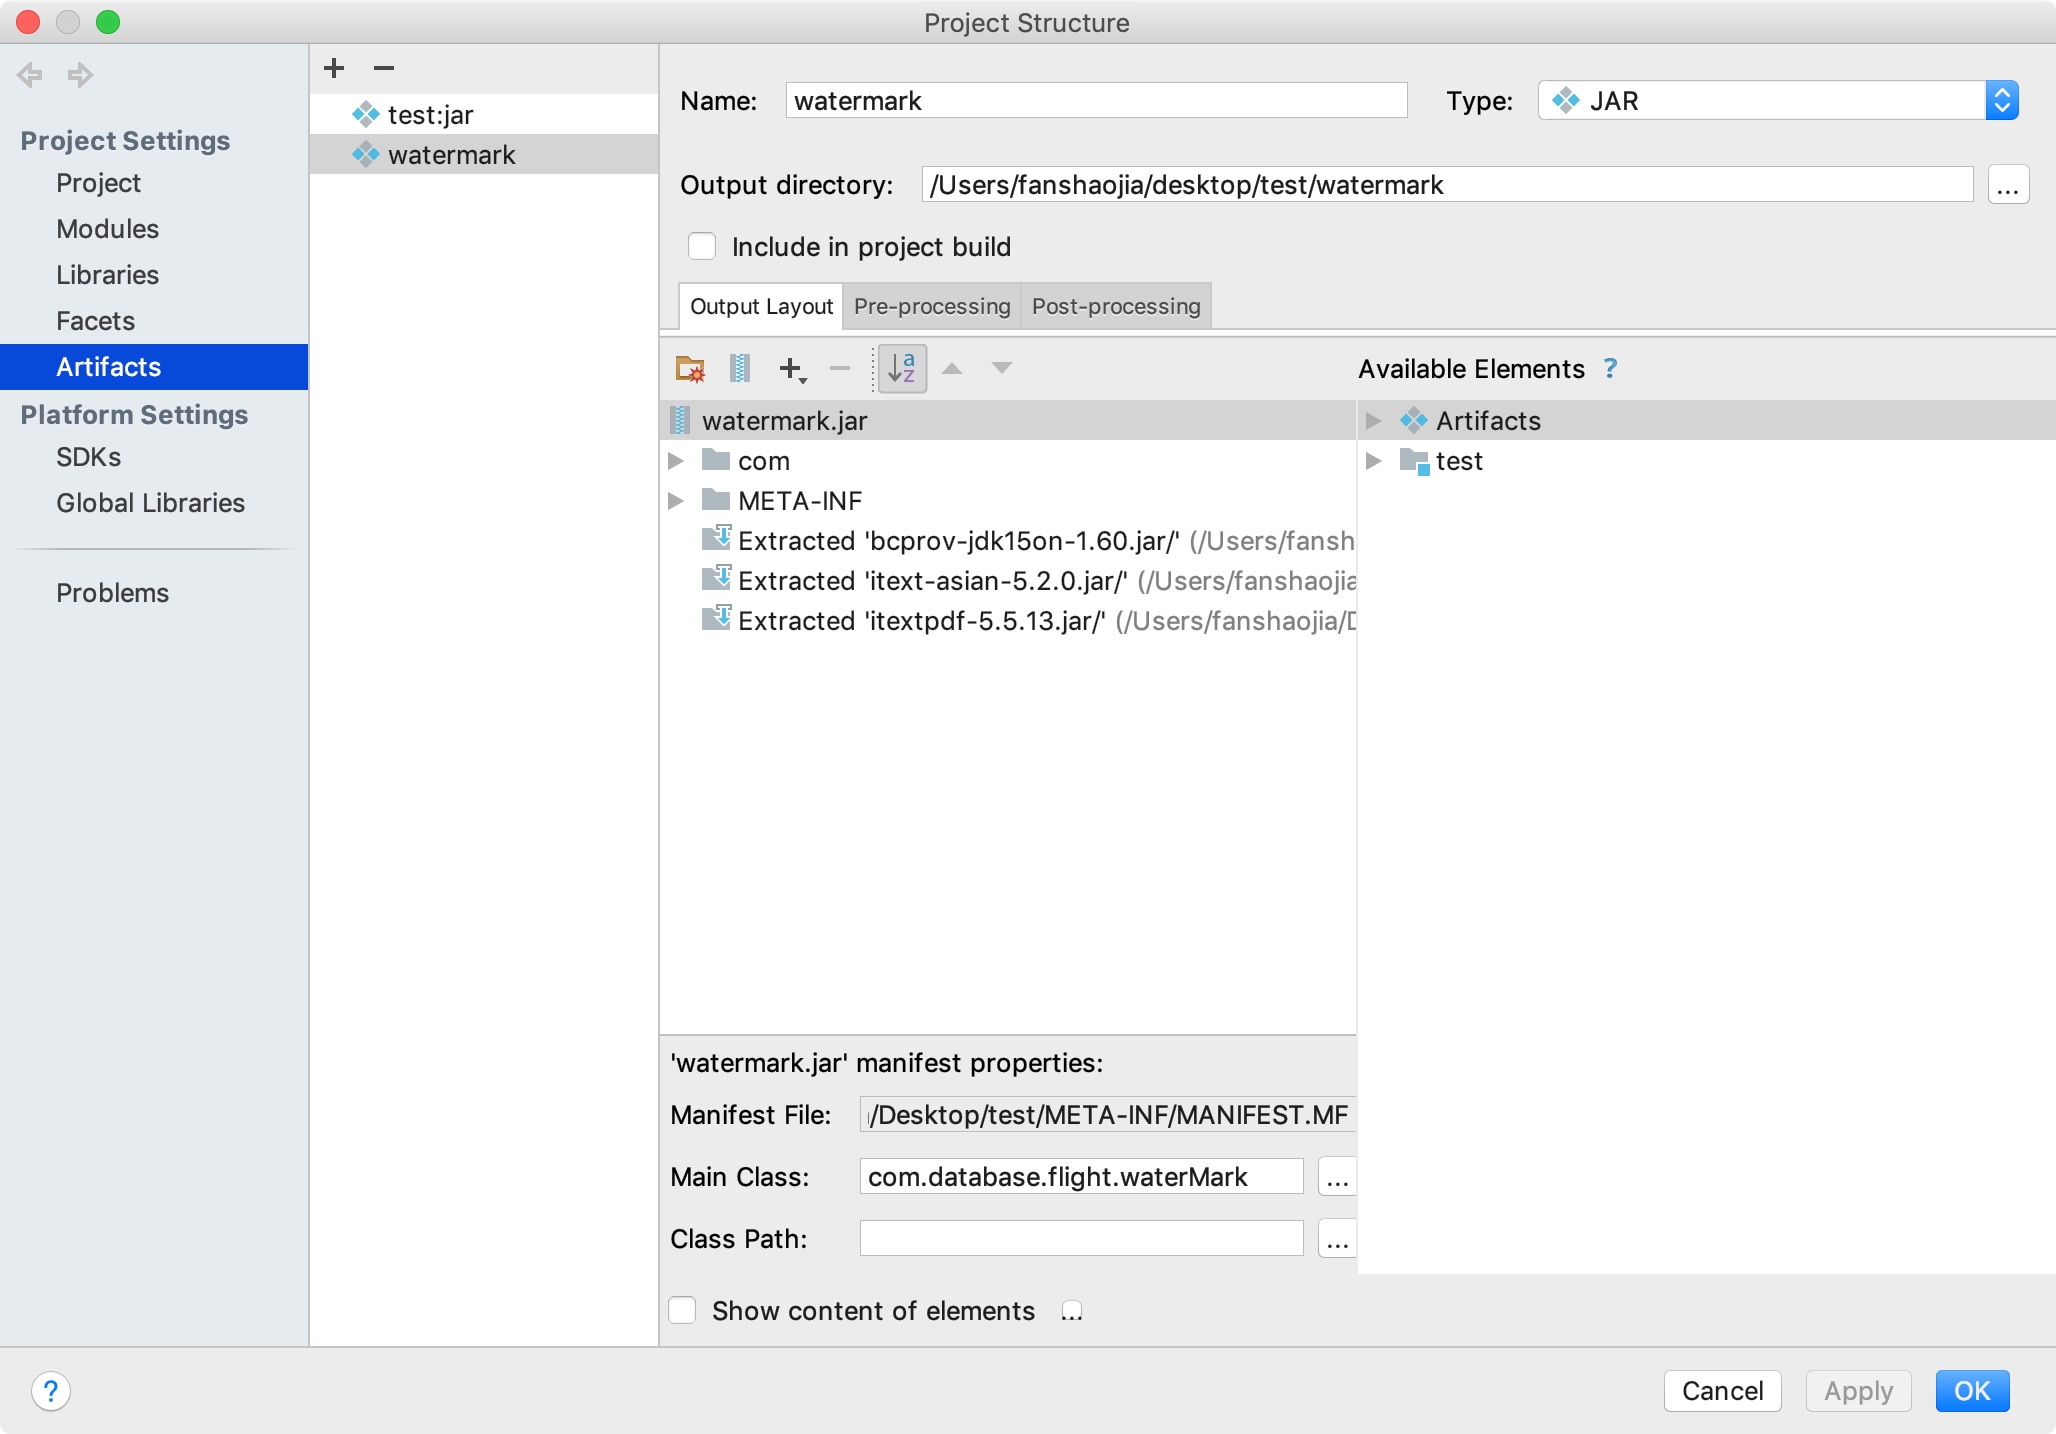 Project Structure
Project Settings
Project
Modules
Libraries
Facets
Artifacts
Platform Settings
SDKs
Global Libraries
Problems
test:jar
watermark
Name: watermark Type: JAR
Output directory: /Users/fanshaojia/desktop/test/watermark ...
Include in project build
Output Layout Pre-processing Post-processing
a z Available Elements ?
watermark.jar
com
META-INF
Extracted 'bcprov-jdk15on-1.60.jar/' (/Users/fansh
Extracted 'itext-asian-5.2.0.jar/' (/Users/fanshaojia
Extracted 'itextpdf-5.5.13.jar/' (/Users/fanshaojia/D
Artifacts
test
'watermark.jar' manifest properties:
Manifest File: /Desktop/test/META-INF/MANIFEST.MF
Main Class: com.database.flight.waterMark ...
Class Path: ...
Show content of elements ...
? Cancel Apply OK